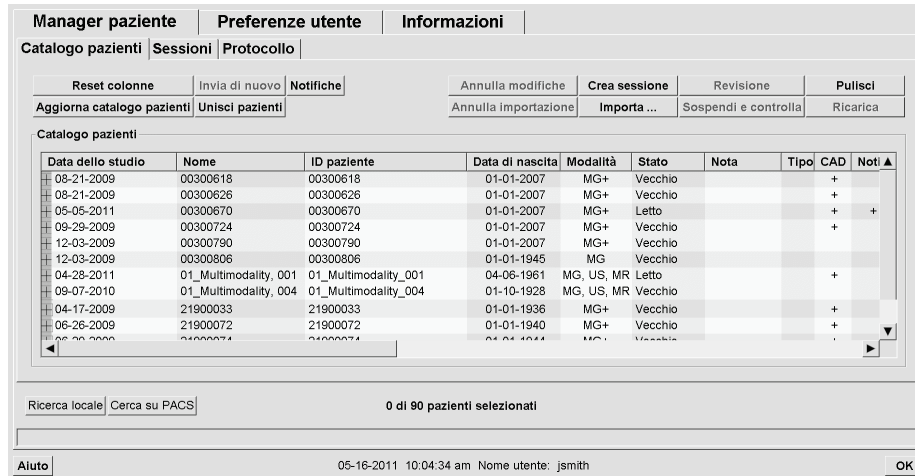 Manager paziente Preferenze utente Informazioni
Catalogo pazienti Sessioni Protocollo
Reset colonne Invia di nuovo Notifiche Annulla modifiche Crea sessione Revisione Pulisci
Aggiorna catalogo pazienti Unisci pazienti Annulla importazione Importa ... Sospendi e controlla Ricarica
Catalogo pazienti
Data dello studio Nome ID paziente Data di nascita Modalità Stato Nota Tipo CAD Noti
08-21-2009 00300618 00300618 01-01-2007 MG+ Vecchio +
08-21-2009 00300626 00300626 01-01-2007 MG+ Vecchio +
05-05-2011 00300670 00300670 01-01-2007 MG+ Letto + +
09-29-2009 00300724 00300724 01-01-2007 MG+ Vecchio +
12-03-2009 00300790 00300790 01-01-2007 MG+ Vecchio
12-03-2009 00300806 00300806 01-01-1945 MG Vecchio
04-28-2011 01_Multimodality, 001 01_Multimodality_001 04-06-1961 MG, US, MR Letto +
09-07-2010 01_Multimodality, 004 01_Multimodality_004 01-10-1928 MG, US, MR Vecchio
04-17-2009 21900033 21900033 01-01-1936 MG+ Vecchio +
06-26-2009 21900072 21900072 01-01-1940 MG+ Vecchio +
Ricerca locale Cerca su PACS 0 di 90 pazienti selezionati
Aiuto 05-16-2011 10:04:34 am Nome utente: jsmith OK